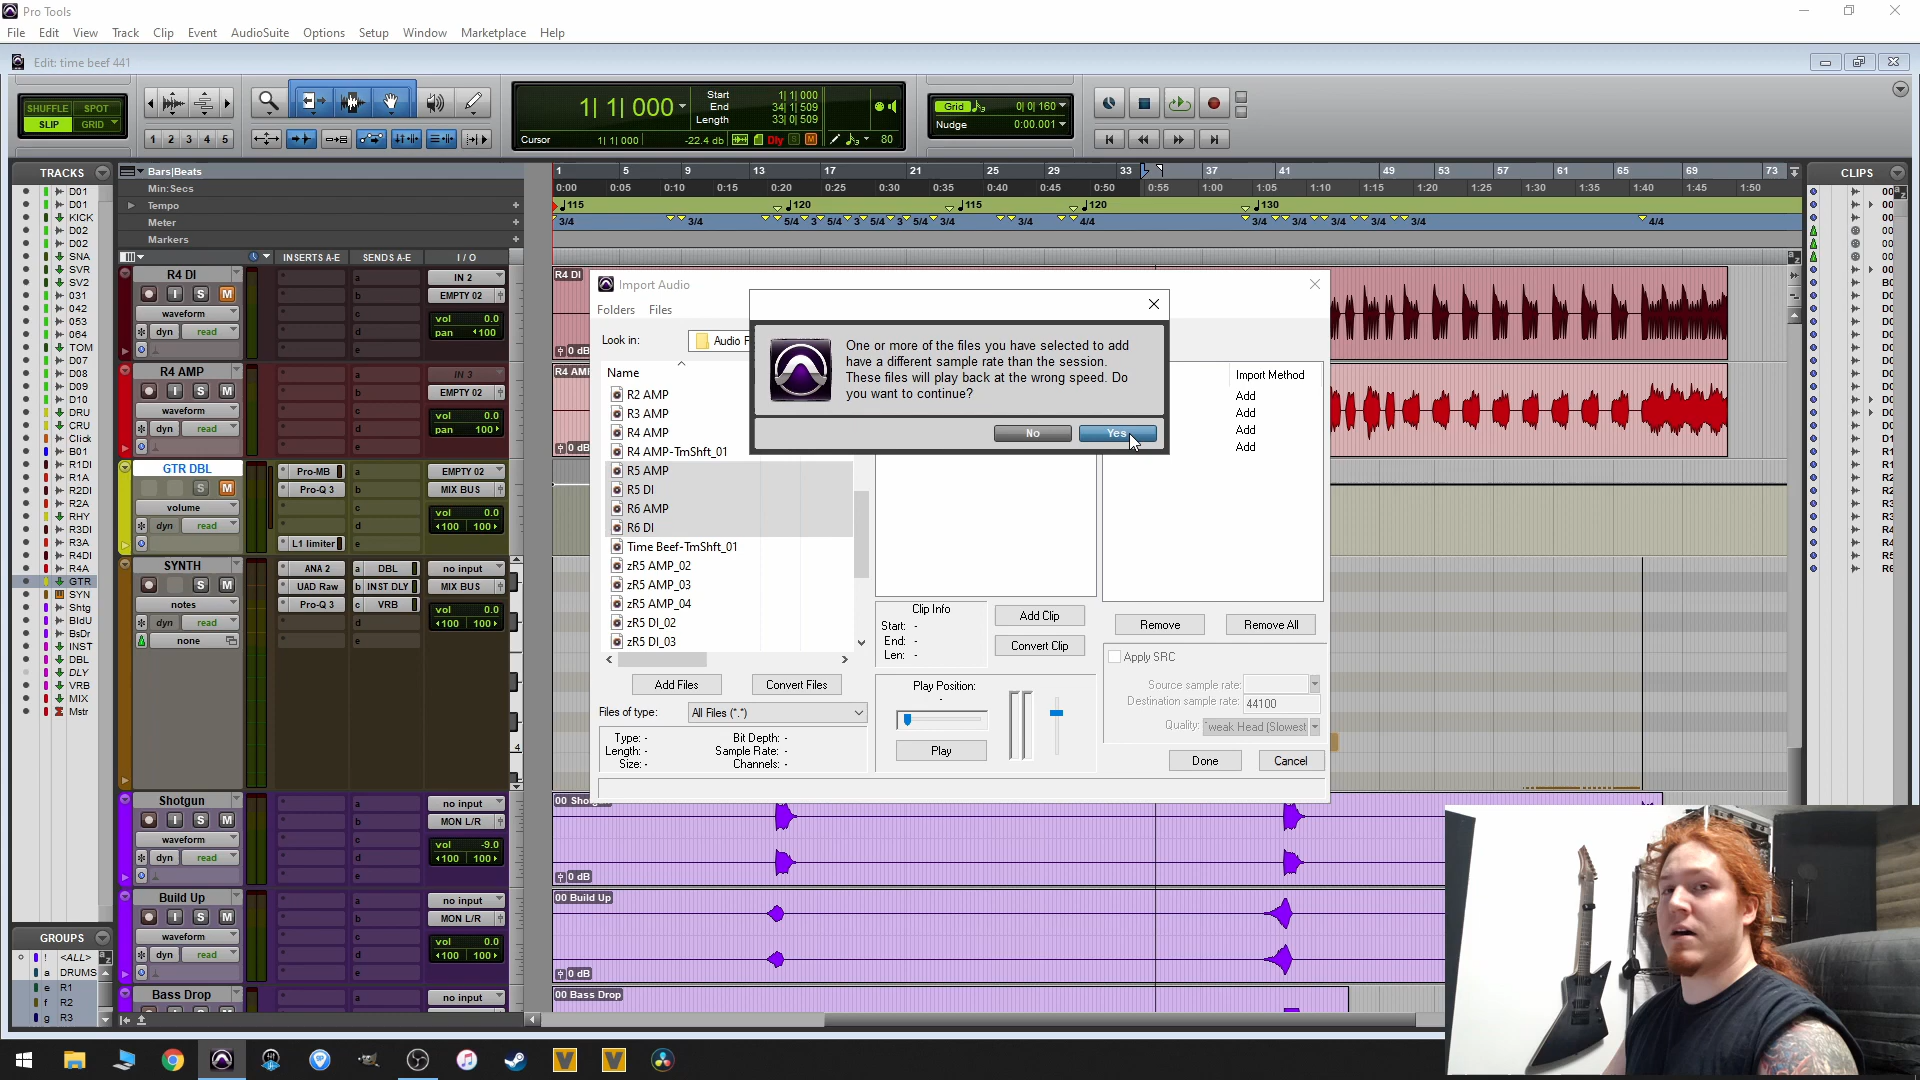 Pro Tools
File Edit View Track Clip Event AudioSuite Options Setup Window Marketplace Help
Edit: time beef 441
SHUFFLE SPOT
SLIP GRID
1 2 3 4 5
1| 1| 000
Start 1| 1| 000
End 34| 1| 509
Length 33| 0| 509
Cursor 1| 1| 000 -22.4 db Dly S M 80
Grid 0| 0| 160
Nudge 0:00.001
TRACKS
D01
D01
KICK
D02
D02
SNA
SVR
SV2
031
042
053
064
TOM
D07
D08
D09
D10
DRU
CRU
Click
B01
R1DI
R1A
R2DI
R2A
RHY
R3DI
R3A
R4DI
R4A
GTR
SYN
Shtg
BldU
BsDr
INST
DBL
DLY
VRB
MIX
Mstr
GROUPS
! <ALL>
a DRUMS
e R1
f R2
g R3
Bars|Beats
Min:Secs
Tempo
Meter
Markers
1 5 9 13 17 21 25 29 33 37 41 45 49 53 57 61 65 69 73
0:00 0:05 0:10 0:15 0:20 0:25 0:30 0:35 0:40 0:45 0:50 0:55 1:00 1:05 1:10 1:15 1:20 1:25 1:30 1:35 1:40 1:45 1:50
115 120 115 120 130
3/4 3/4 5/4 3 5/4 3 5/4 3 5/4 3/4 3/4 4/4 3/4 3/4 3/4 3/4 3/4 4/4
INSERTS A-E SENDS A-E I / O
R4 DI
I S M
waveform
dyn read
a
b
c
d
e
IN 2
EMPTY 02
vol 0.0
pan 100
R4 DI
0 dB
R4 AMP
I S M
waveform
dyn read
a
b
c
d
e
IN 3
EMPTY 02
vol 0.0
pan 100
0 dB
GTR DBL
S M
volume
dyn read
Pro-MB
Pro-Q 3
L1 limiter
a
b
c
d
e
EMPTY 02
MIX BUS
vol 0.0
100 100
SYNTH
S M
notes
dyn read
none
ANA 2
UAD Raw
Pro-Q 3
a DBL
b INST DLY
c VRB
d
e
no input
MIX BUS
vol 0.0
100 100
4
Shotgun
I S M
waveform
dyn read
a
b
c
d
e
no input
MON L/R
vol -9.0
100 100
0 dB
Build Up
I S M
waveform
dyn read
a
b
c
d
e
no input
MON L/R
vol 0.0
100 100
00 Build Up
0 dB
Bass Drop
a
no input
00 Bass Drop
Import Audio
Folders Files
Look in:
Name
R2 AMP
R3 AMP
R4 AMP
R4 AMP-TmShft_01
R5 AMP
R5 DI
R6 AMP
R6 DI
Time Beef-TmShft_01
zR5 AMP_02
zR5 AMP_03
zR5 AMP_04
zR5 DI_02
zR5 DI_03
Add Files Convert Files
Files of type: All Files (*.*)
Type: - Bit Depth: -
Length: - Sample Rate: -
Size: - Channels: -
Clip Info
Start: -
End: -
Len: -
Add Clip
Convert Clip
Play Position:
-
Play
Import Method
Add
Add
Add
Add
Remove Remove All
Apply SRC
Source sample rate:
Destination sample rate: 44100
Quality: weak Head (Slowest
Done Cancel
One or more of the files you have selected to add
have a different sample rate than the session.
These files will play back at the wrong speed. Do
you want to continue?
No Yes
CLIPS